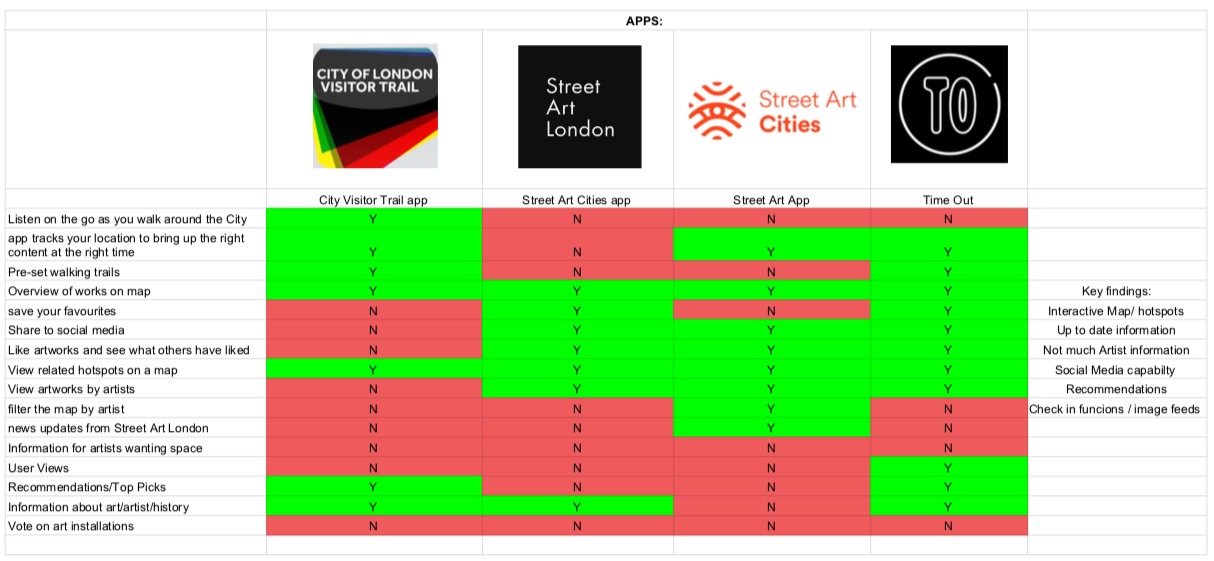 APPS:
CITY OF LONDON
VISITOR TRAIL
Street
Art
London
Street Art
Cities
TO
City Visitor Trail app Street Art Cities app Street Art App Time Out
Listen on the go as you walk around the City Y N N N
app tracks your location to bring up the right
content at the right time Y N Y Y
Pre-set walking trails Y N N Y
Overview of works on map Y Y Y Y Key findings:
save your favourites N Y N Y Interactive Map/ hotspots
Share to social media N Y Y Y Up to date information
Like artworks and see what others have liked N Y Y Y Not much Artist information
View related hotspots on a map Y Y Y Y Social Media capabilty
View artworks by artists N Y Y Y Recommendations
filter the map by artist N N Y N Check in funcions / image feeds
news updates from Street Art London N N Y N
Information for artists wanting space N N N N
User Views N N N Y
Recommendations/Top Picks Y N N Y
Information about art/artist/history Y Y N Y
Vote on art installations N N N N